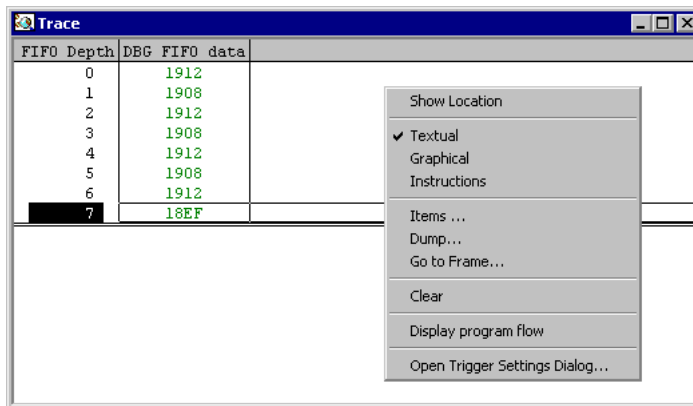 Trace
FIFO Depth DBG FIFO data
0 1912
1 1908
2 1912
3 1908
4 1912
5 1908
6 1912
7 18EF
Show Location
Textual
Graphical
Instructions
Items ...
Dump...
Go to Frame...
Clear
Display program flow
Open Trigger Settings Dialog...